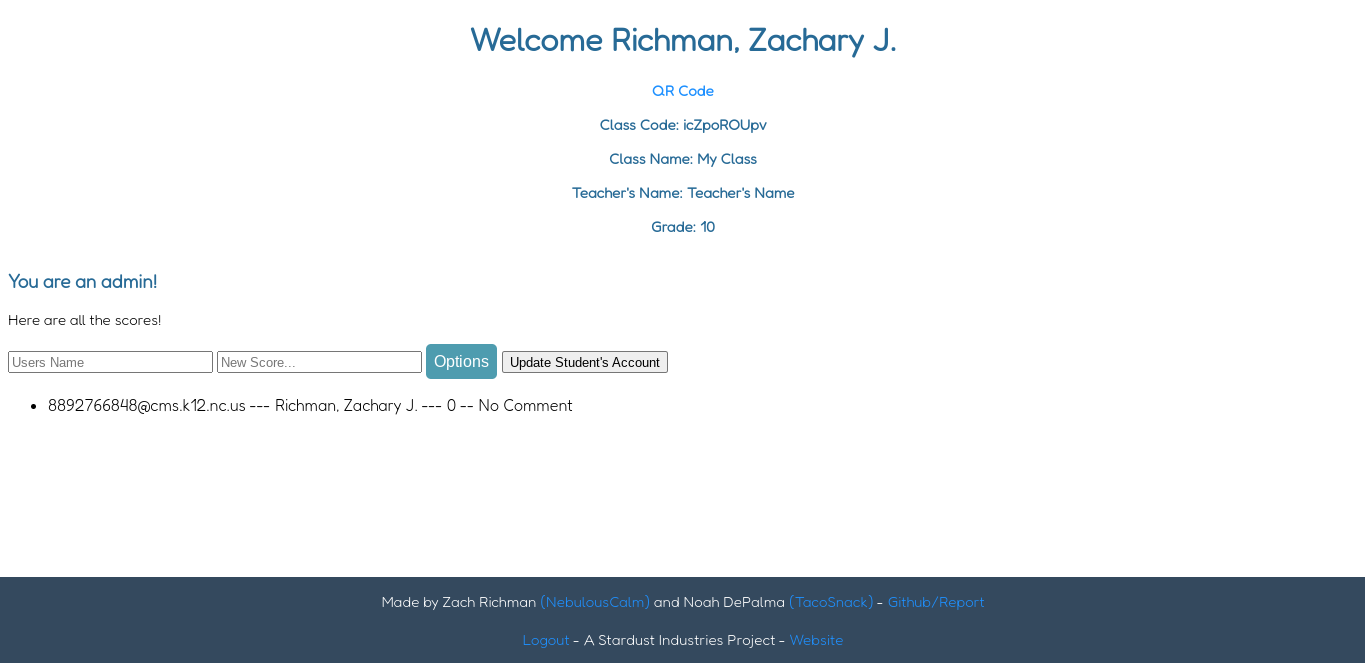 Welcome Richman, Zachary J.
QR Code
Class Code: icZpoROUpv
Class Name: My Class
Teacher's Name: Teacher's Name
Grade: 10
You are an admin!
Here are all the scores!
Users Name New Score... Options Update Student's Account
8892766848@cms.k12.nc.us --- Richman, Zachary J. --- 0 -- No Comment
Made by Zach Richman (NebulousCalm) and Noah DePalma (TacoSnack) - Github/Report
Logout - A Stardust Industries Project - Website